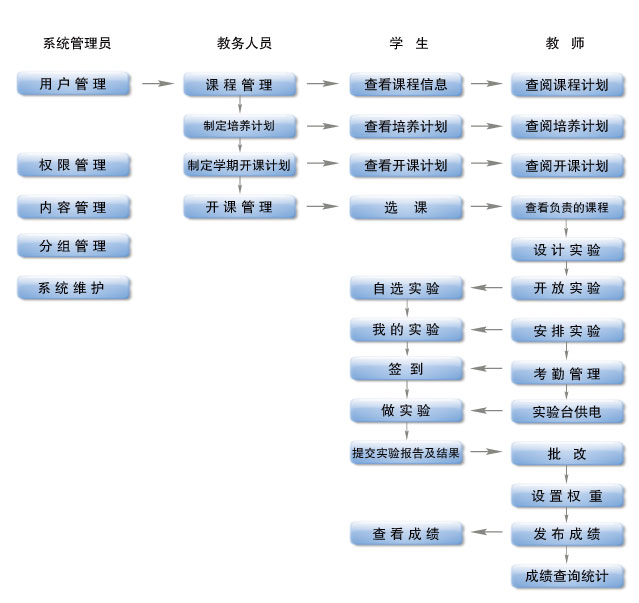 系统管理员 教务人员 学 生 教 师
用户管理 课程管理 查看课程信息 查阅课程计划
制定培养计划 查看培养计划 查阅培养计划
权限管理 制定学期开课计划 查看开课计划 查阅开课计划
内容管理 开课管理 选 课 查看负责的课程
分组管理 设计实验
系统维护 自选实验 开放实验
我的实验 安排实验
签 到 考勤管理
做实验 实验台供电
提交实验报告及结果 批 改
设置权重
查看成绩 发布成绩
成绩查询统计